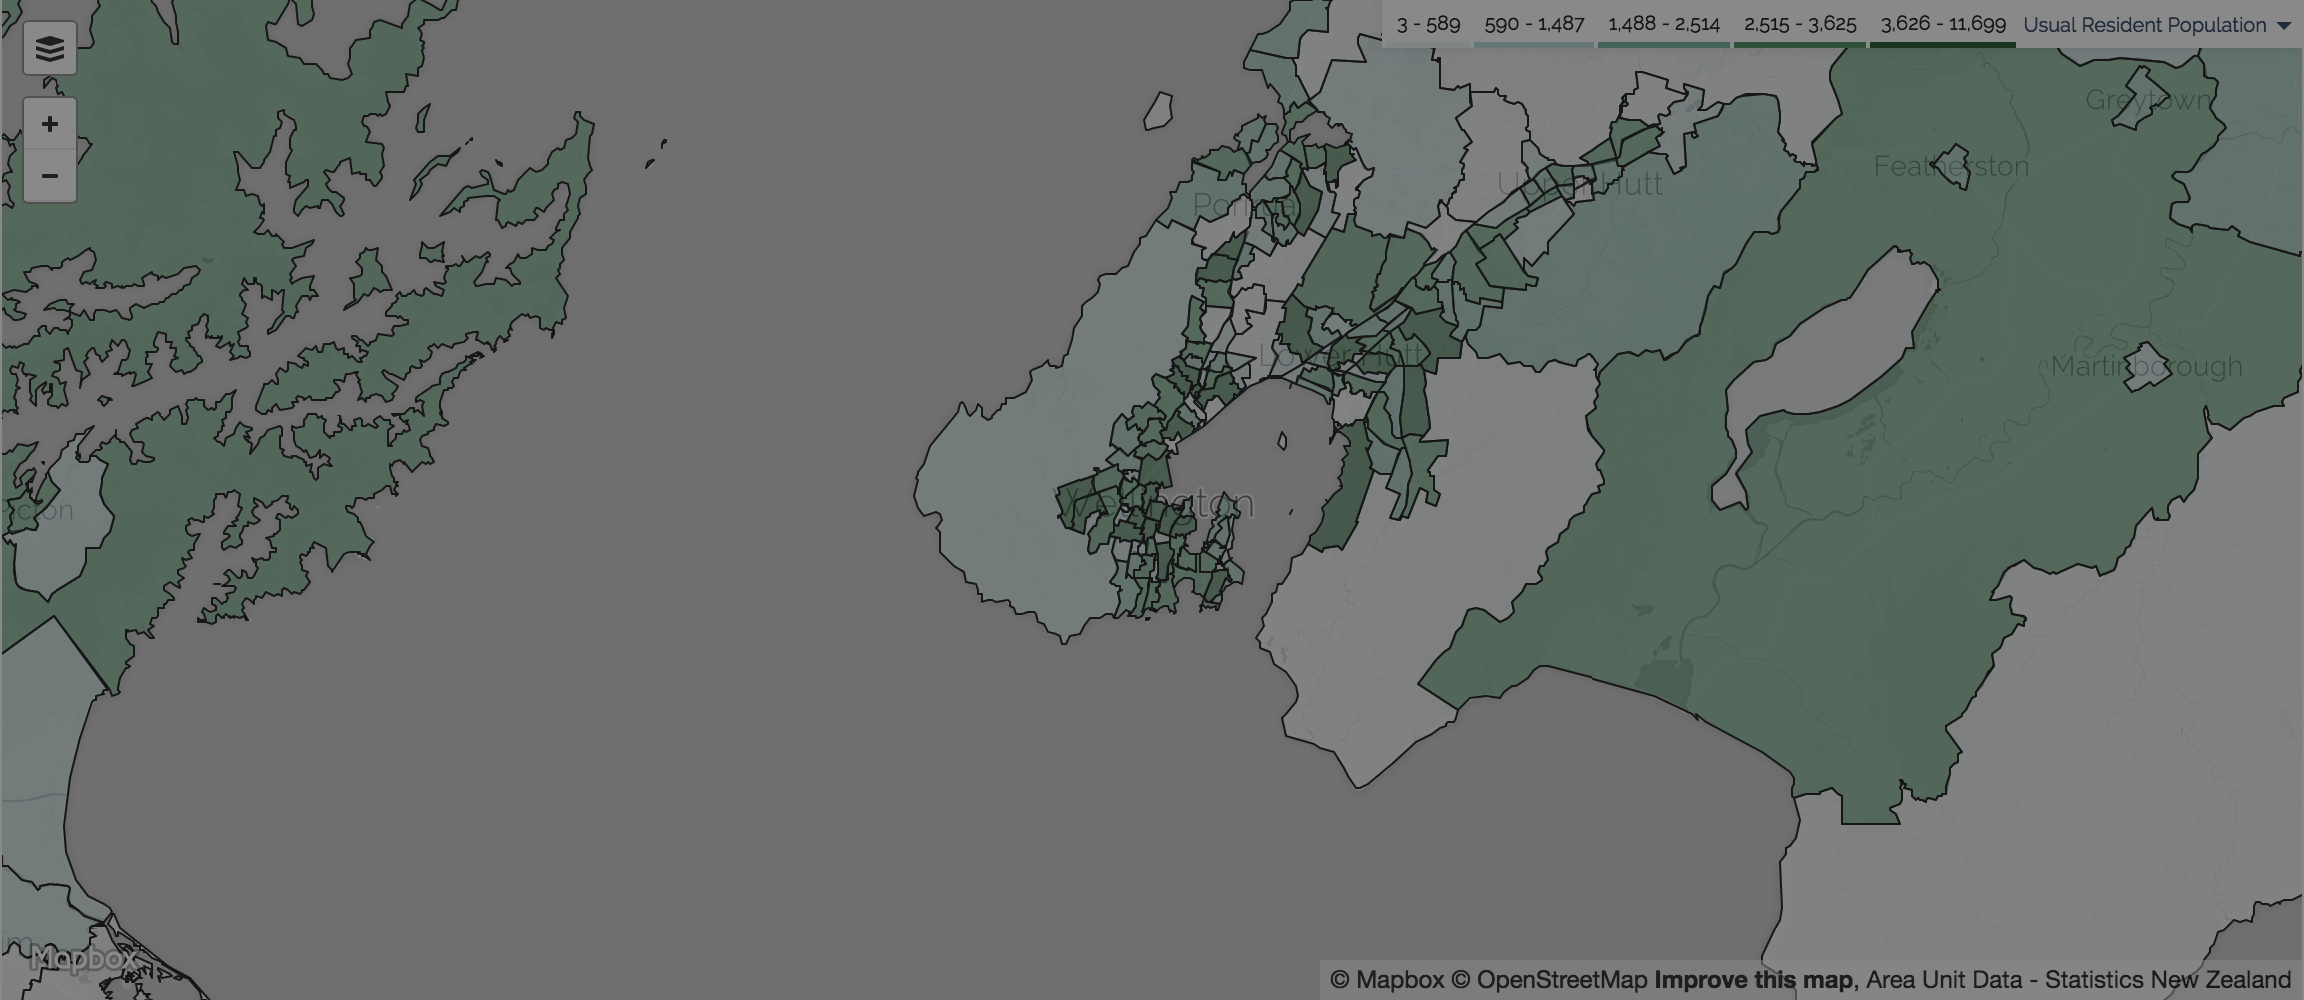 3 - 589 590 - 1,487 1,488 - 2,514 2,515 - 3,625 3,626 - 11,699 Usual Resident Population
+
−
Greytown
Featherston
Upper Hutt
Porirua
Lower Hutt
Martinborough
Wellington
Picton
Mapbox
© Mapbox © OpenStreetMap Improve this map, Area Unit Data - Statistics New Zealand